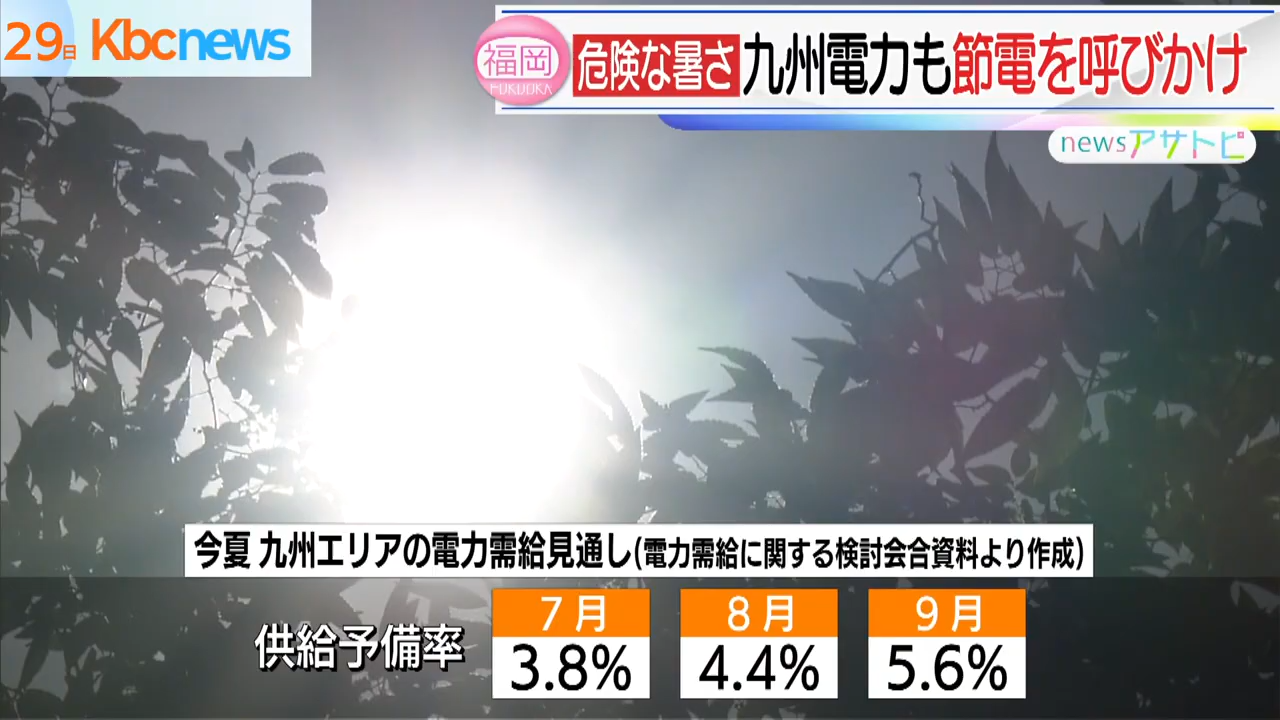 29日 Kbcnews
福岡
FUKUOKA
危険な暑さ 九州電力も節電を呼びかけ
newsアサトピ
今夏 九州エリアの電力需給見通し(電力需給に関する検討会合資料より作成)
7月 8月 9月
供給予備率 3.8% 4.4% 5.6%